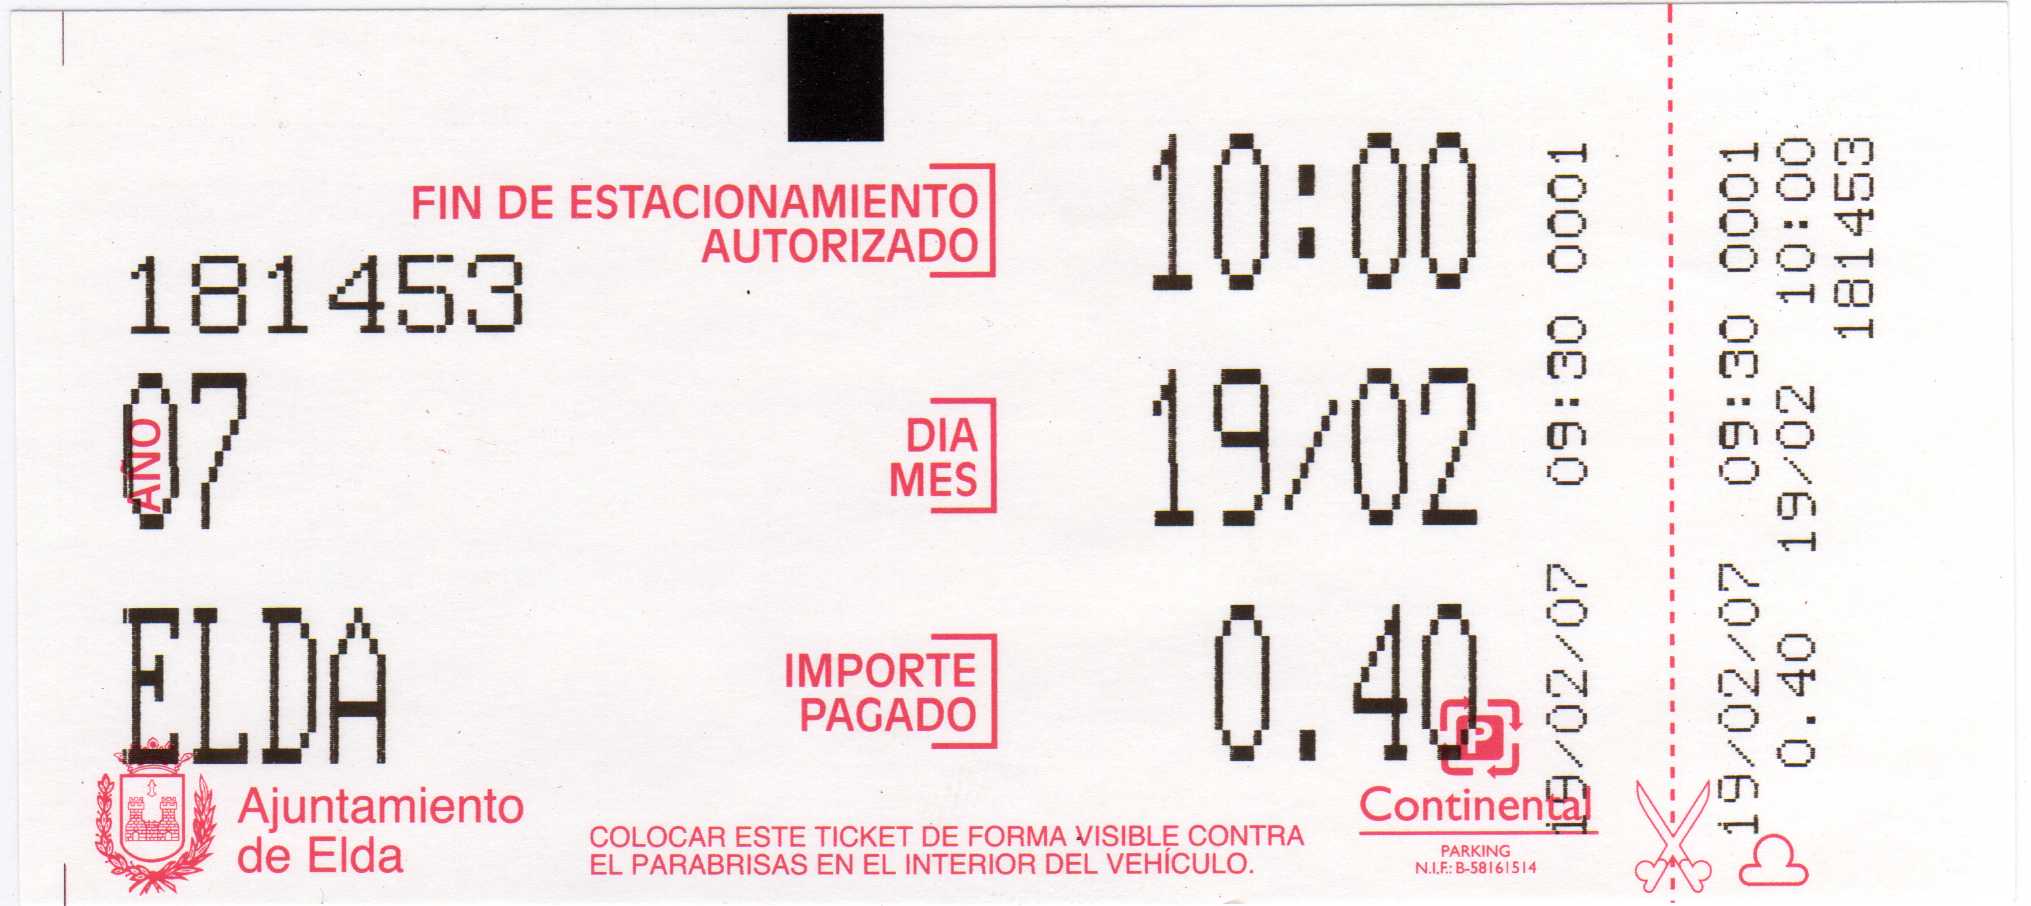 FIN DE ESTACIONAMIENTO
AUTORIZADO
10:00
181453
AÑO
07
DIA
MES
19/02
ELDA
IMPORTE
PAGADO
0.40
Ajuntamiento
de Elda
COLOCAR ESTE TICKET DE FORMA VISIBLE CONTRA
EL PARABRISAS EN EL INTERIOR DEL VEHÍCULO.
P
Continental
PARKING
N.I.F.: B-58161514
19/02/07 09:30 0001
19/02/07 09:30 0001
0.40 19/02 10:00
181453